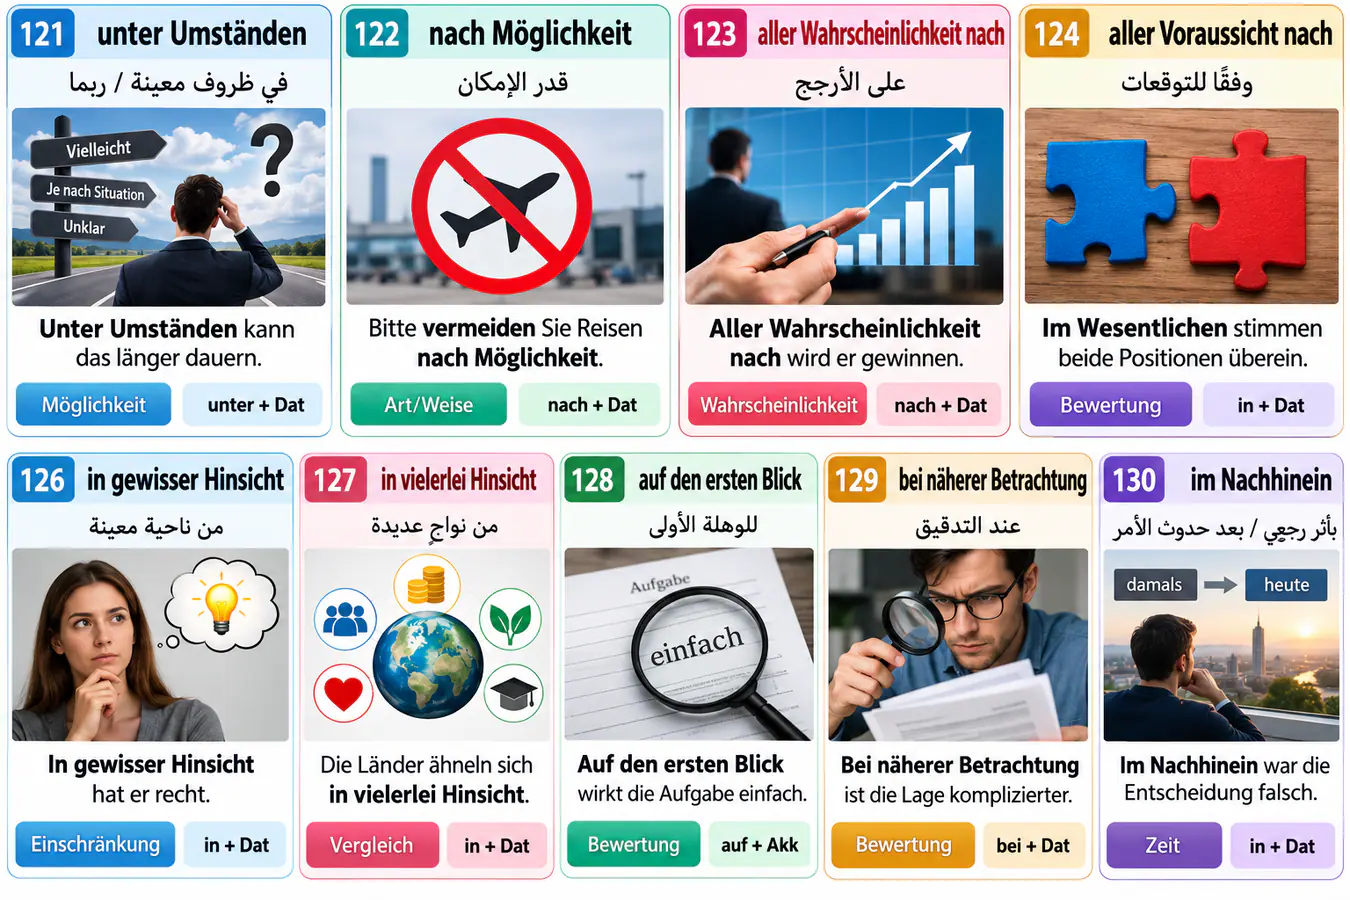 121 unter Umständen
في ظروف معينة / ربما
Vielleicht
Je nach Situation
Unklar
?
Unter Umständen kann
das länger dauern.
Möglichkeit
unter + Dat
122 nach Möglichkeit
قدر الإمكان
Bitte vermeiden Sie Reisen
nach Möglichkeit.
Art/Weise
nach + Dat
123 aller Wahrscheinlichkeit nach
على الأرجح
Aller Wahrscheinlichkeit
nach wird er gewinnen.
Wahrscheinlichkeit
nach + Dat
124 aller Voraussicht nach
وفقًا للتوقعات
Im Wesentlichen stimmen
beide Positionen überein.
Bewertung
in + Dat
126 in gewisser Hinsicht
من ناحية معينة
In gewisser Hinsicht
hat er recht.
Einschränkung
in + Dat
127 in vielerlei Hinsicht
من نواجٍ عديدة
Die Länder ähneln sich
in vielerlei Hinsicht.
Vergleich
in + Dat
128 auf den ersten Blick
للوهلة الأولى
Aufgabe
einfach
Auf den ersten Blick
wirkt die Aufgabe einfach.
Bewertung
auf + Akk
129 bei näherer Betrachtung
عند التدقيق
Bei näherer Betrachtung
ist die Lage komplizierter.
Bewertung
bei + Dat
130 im Nachhinein
بأثر رجعي / بعد حدوث الأمر
damals
heute
Im Nachhinein war die
Entscheidung falsch.
Zeit
in + Dat